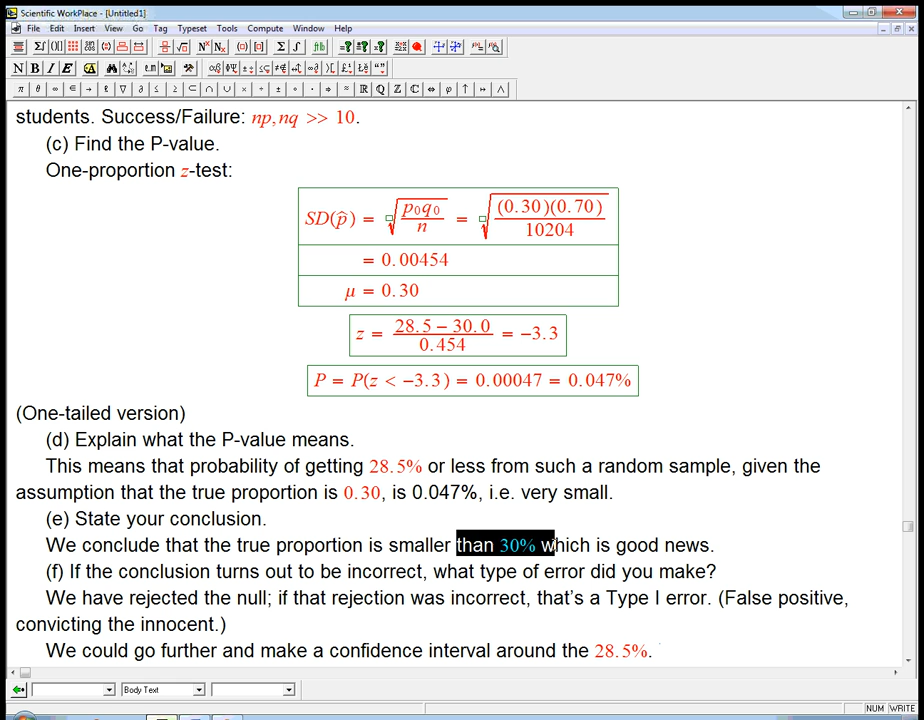 Scientific WorkPlace - [Untitled1]
File Edit Insert View Go Tag Typeset Tools Compute Window Help
students. Success/Failure: np, nq >> 10.
(c) Find the P-value.
One-proportion z-test:
SD(p̂) = √(p₀q₀/n) = √((0.30)(0.70)/10204)
= 0.00454
μ = 0.30
z = (28.5 − 30.0)/0.454 = −3.3
P = P(z < −3.3) = 0.00047 = 0.047%
(One-tailed version)
(d) Explain what the P-value means.
This means that probability of getting 28.5% or less from such a random sample, given the
assumption that the true proportion is 0.30, is 0.047%, i.e. very small.
(e) State your conclusion.
We conclude that the true proportion is smaller than 30% which is good news.
(f) If the conclusion turns out to be incorrect, what type of error did you make?
We have rejected the null; if that rejection was incorrect, that's a Type I error. (False positive,
convicting the innocent.)
We could go further and make a confidence interval around the 28.5%.
Body Text
NUM WRITE